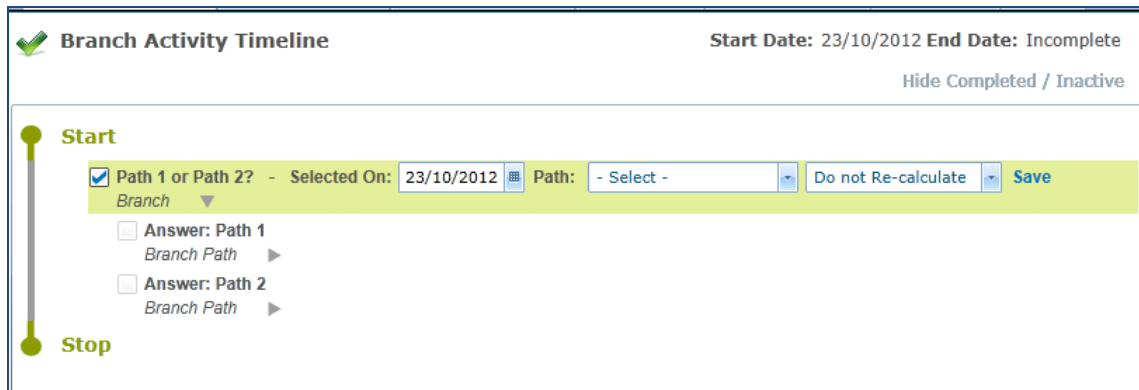 Branch Activity Timeline
Start Date: 23/10/2012 End Date: Incomplete
Hide Completed / Inactive
Start
Path 1 or Path 2? - Selected On: 23/10/2012 Path: - Select - Do not Re-calculate Save
Branch
Answer: Path 1
Branch Path
Answer: Path 2
Branch Path
Stop